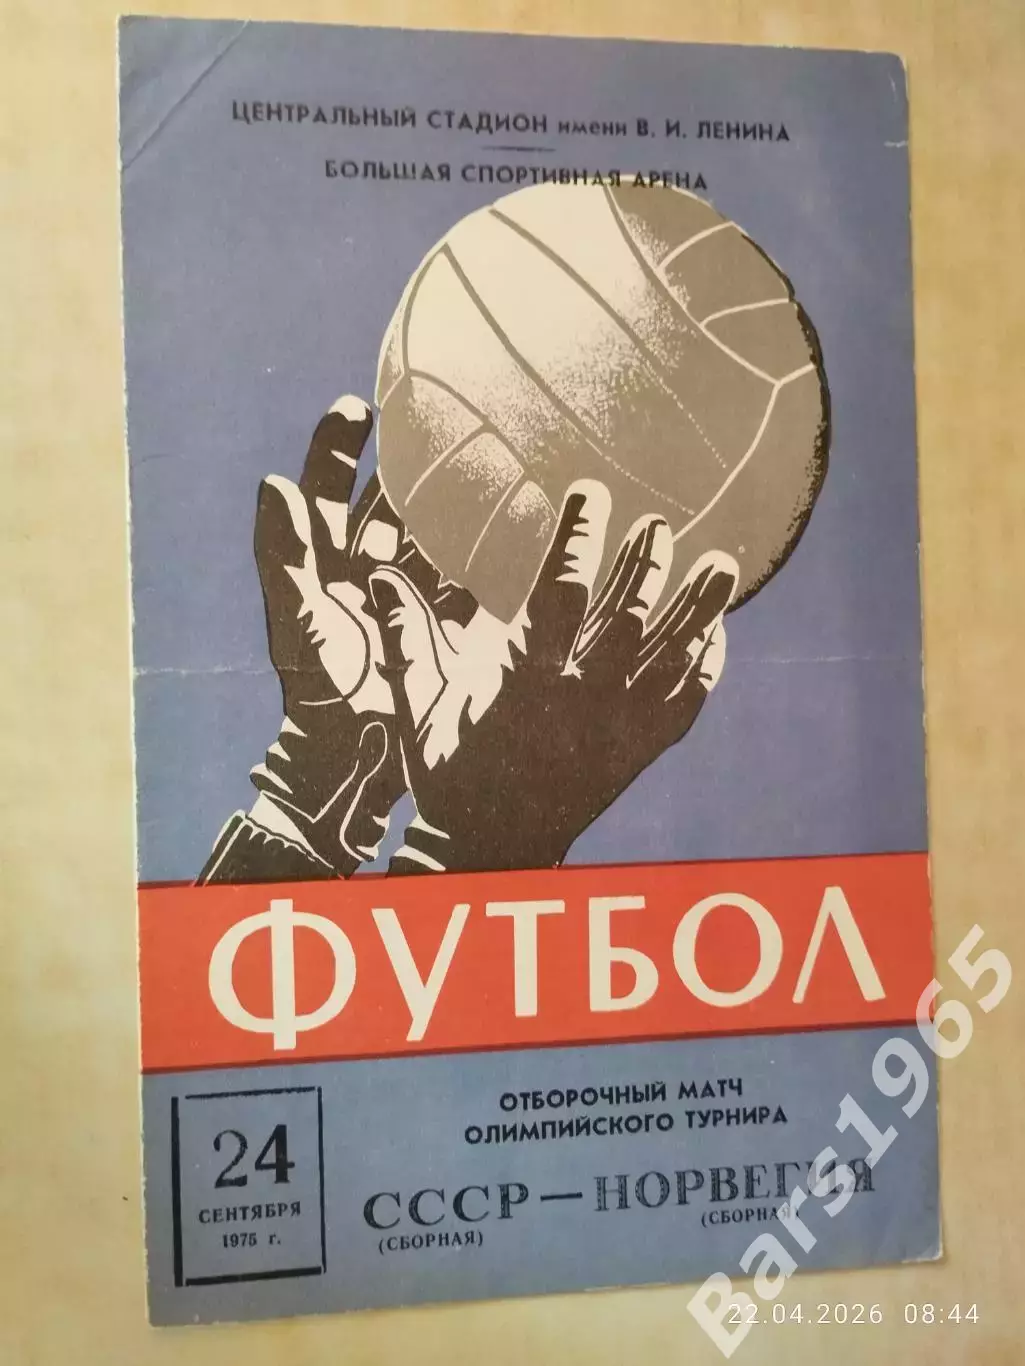 ЦЕНТРАЛЬНЫЙ СТАДИОН имени В. И. ЛЕНИНА
БОЛЬШАЯ СПОРТИВНАЯ АРЕНА
ФУТБОЛ
24
СЕНТЯБРЯ
1975 г.
ОТБОРОЧНЫЙ МАТЧ
ОЛИМПИЙСКОГО ТУРНИРА
СССР — НОРВЕГИЯ
(СБОРНАЯ) (СБОРНАЯ)
Bars1965
22.04.2026 08:44